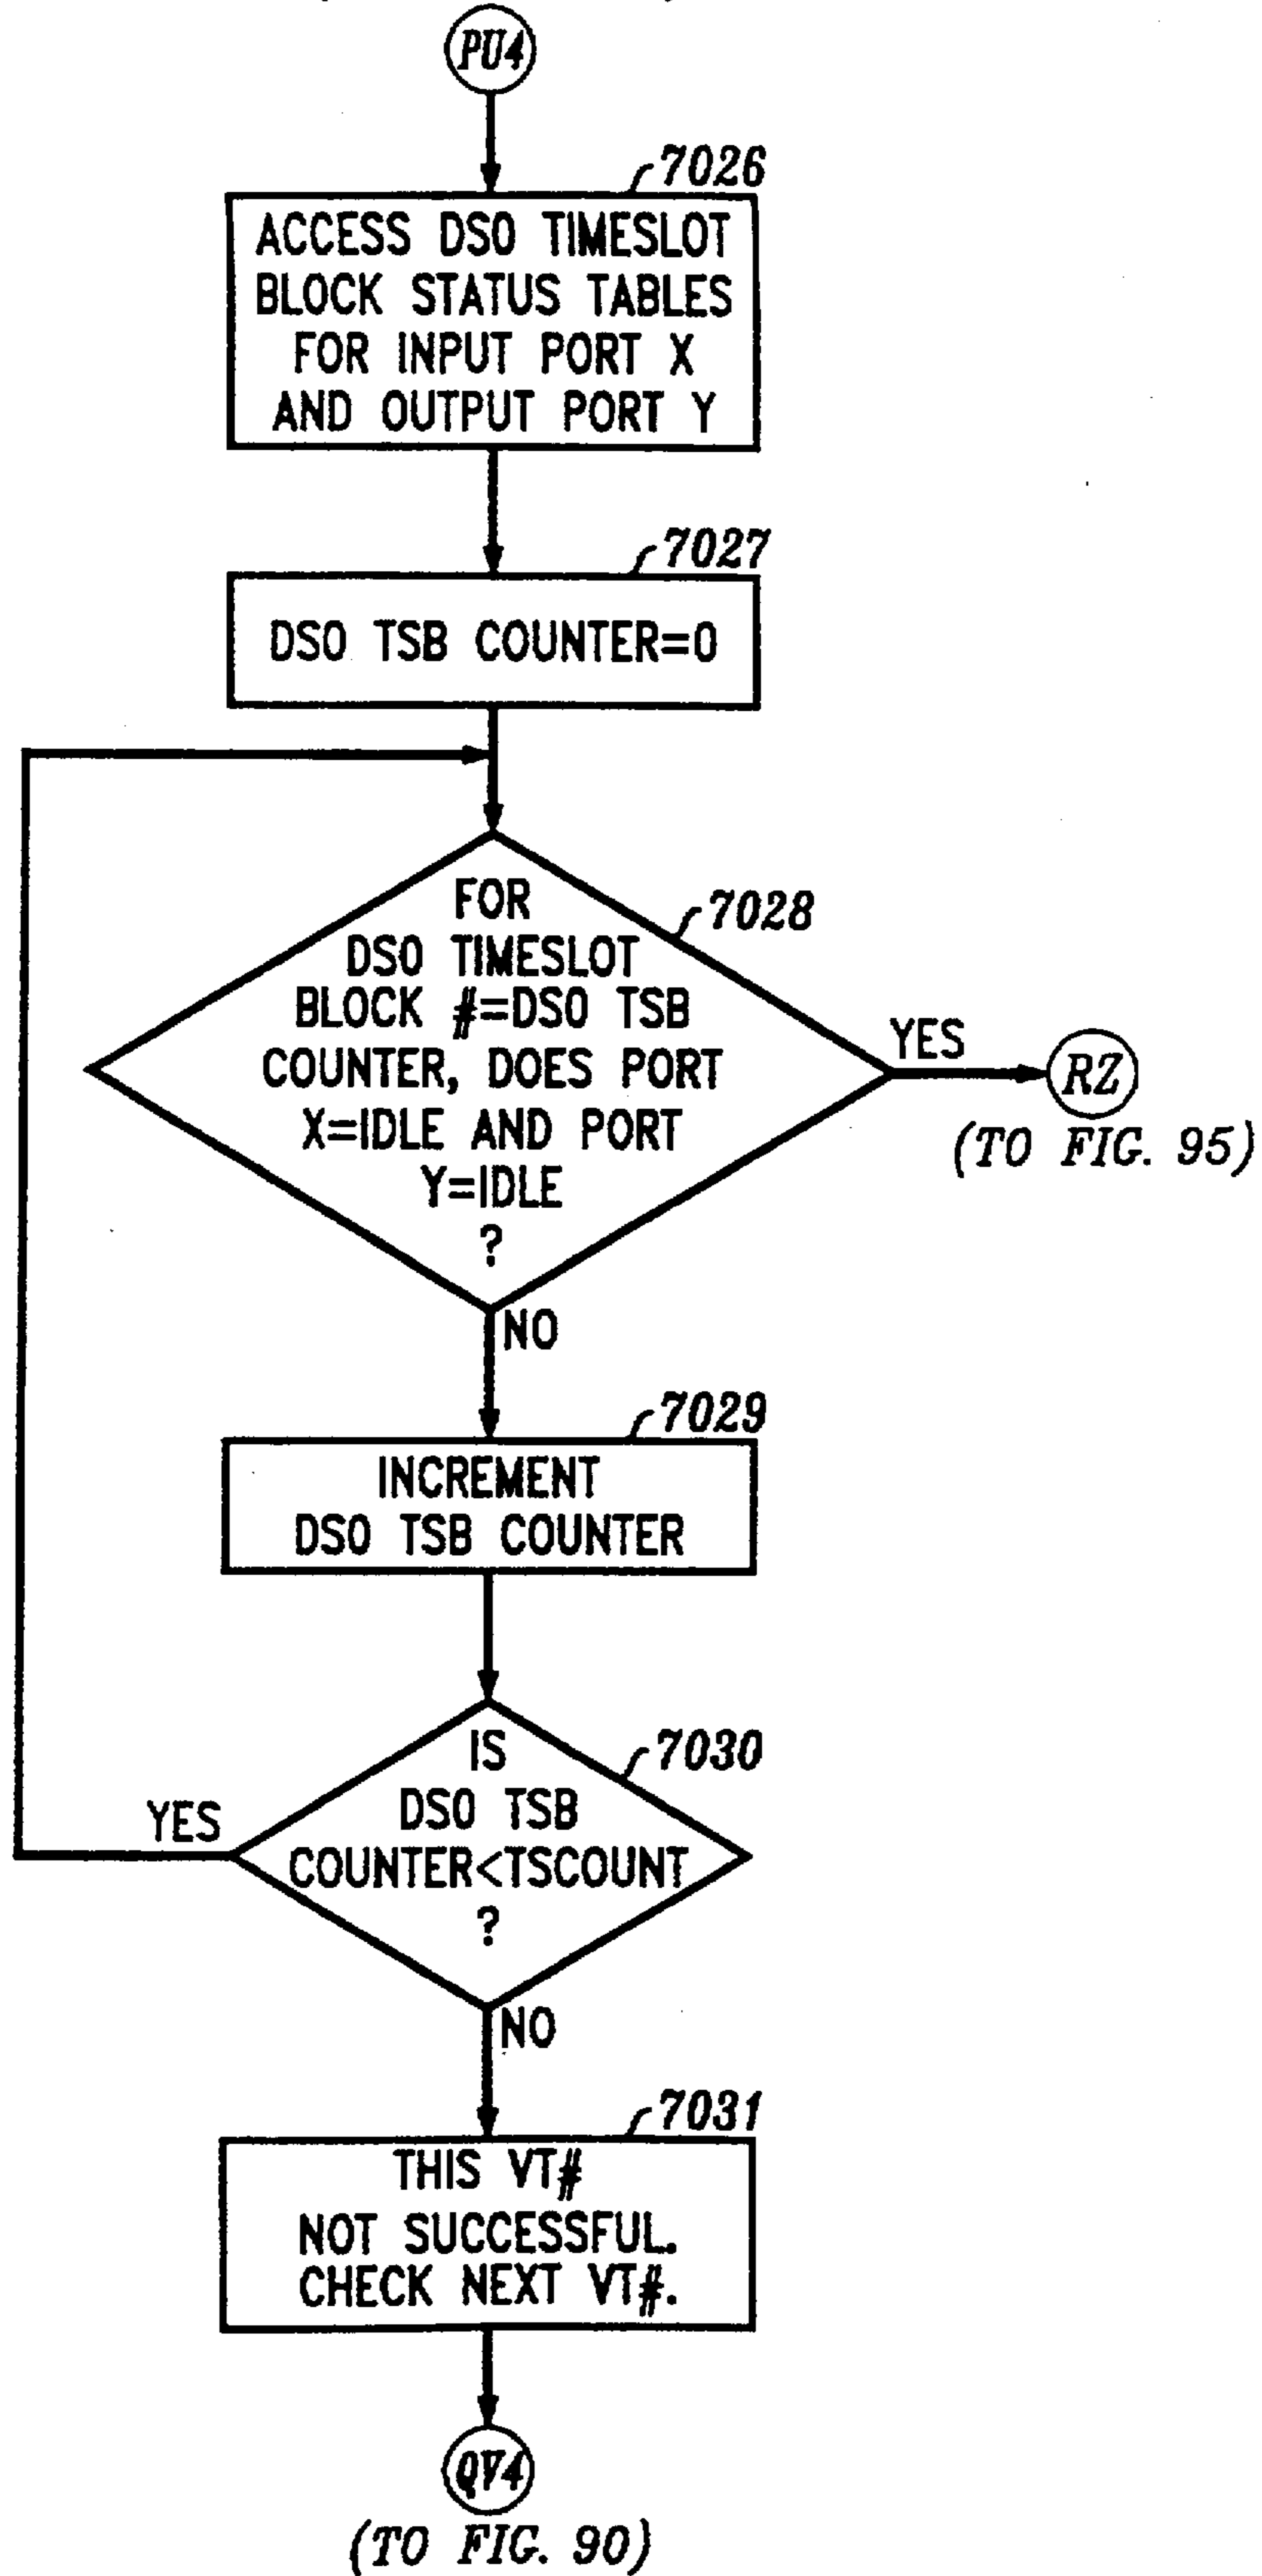 PU4
7026
ACCESS DS0 TIMESLOT
BLOCK STATUS TABLES
FOR INPUT PORT X
AND OUTPUT PORT Y
7027
DS0 TSB COUNTER=0
7028
FOR
DS0 TIMESLOT
BLOCK #=DS0 TSB
COUNTER, DOES PORT
X=IDLE AND PORT
Y=IDLE
?
YES
RZ
(TO FIG. 95)
NO
7029
INCREMENT
DS0 TSB COUNTER
7030
IS
DS0 TSB
COUNTER<TSCOUNT
?
YES
NO
7031
THIS VT#
NOT SUCCESSFUL.
CHECK NEXT VT#.
QV4
(TO FIG. 90)